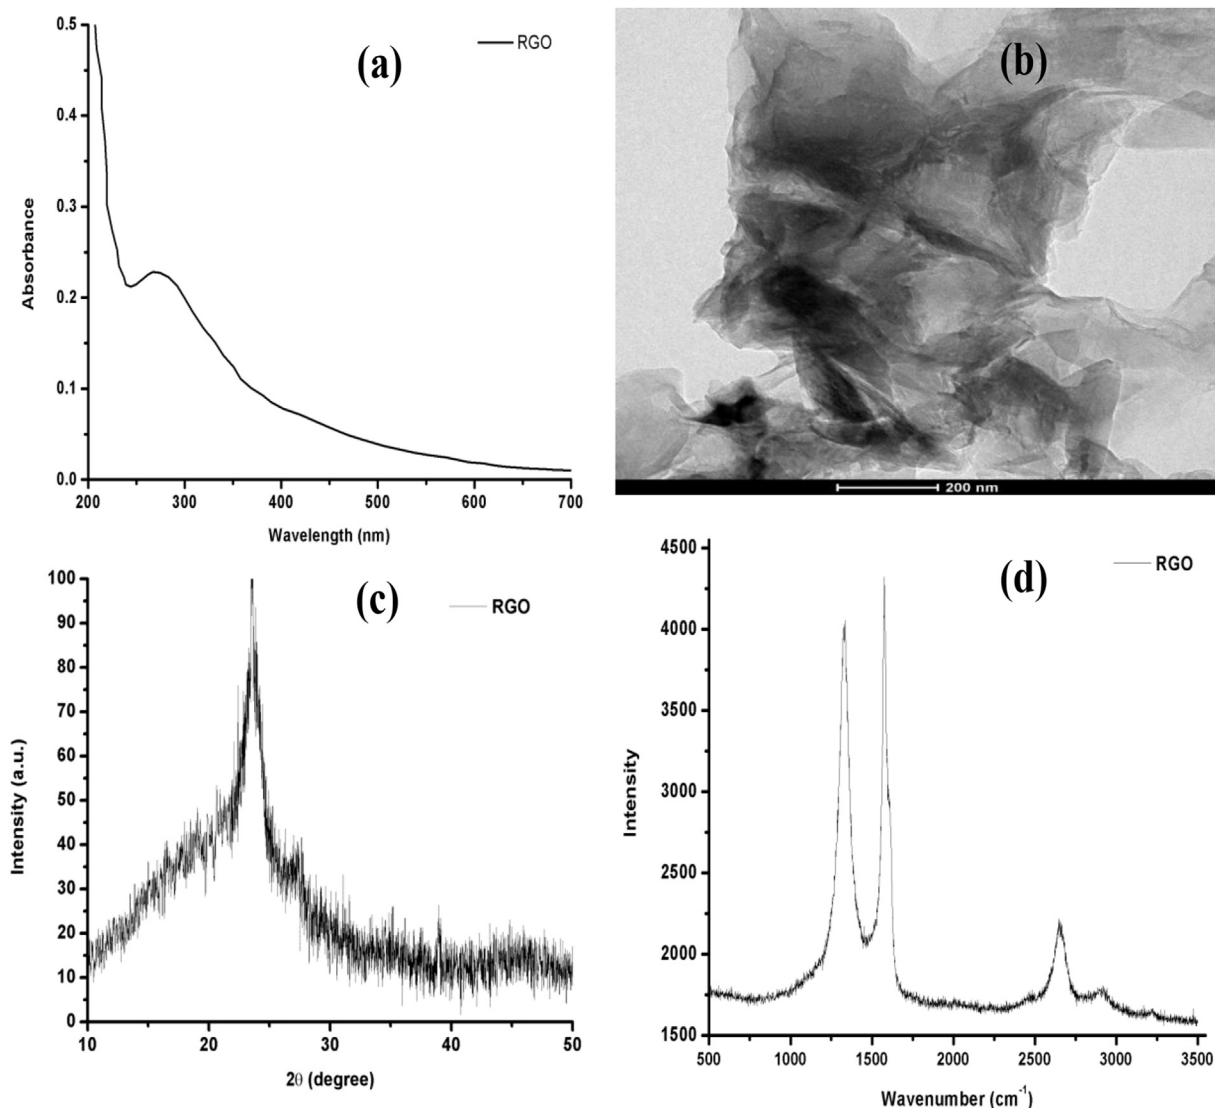 (a)
RGO
0.5
0.4
0.3
0.2
0.1
0.0
Absorbance
200 300 400 500 600 700
Wavelength (nm)
(b)
200 nm
(c)
RGO
100
90
80
70
60
50
40
30
20
10
0
Intensity (a.u.)
10 20 30 40 50
2θ (degree)
(d)
RGO
4500
4000
3500
3000
2500
2000
1500
Intensity
500 1000 1500 2000 2500 3000 3500
Wavenumber (cm⁻¹)